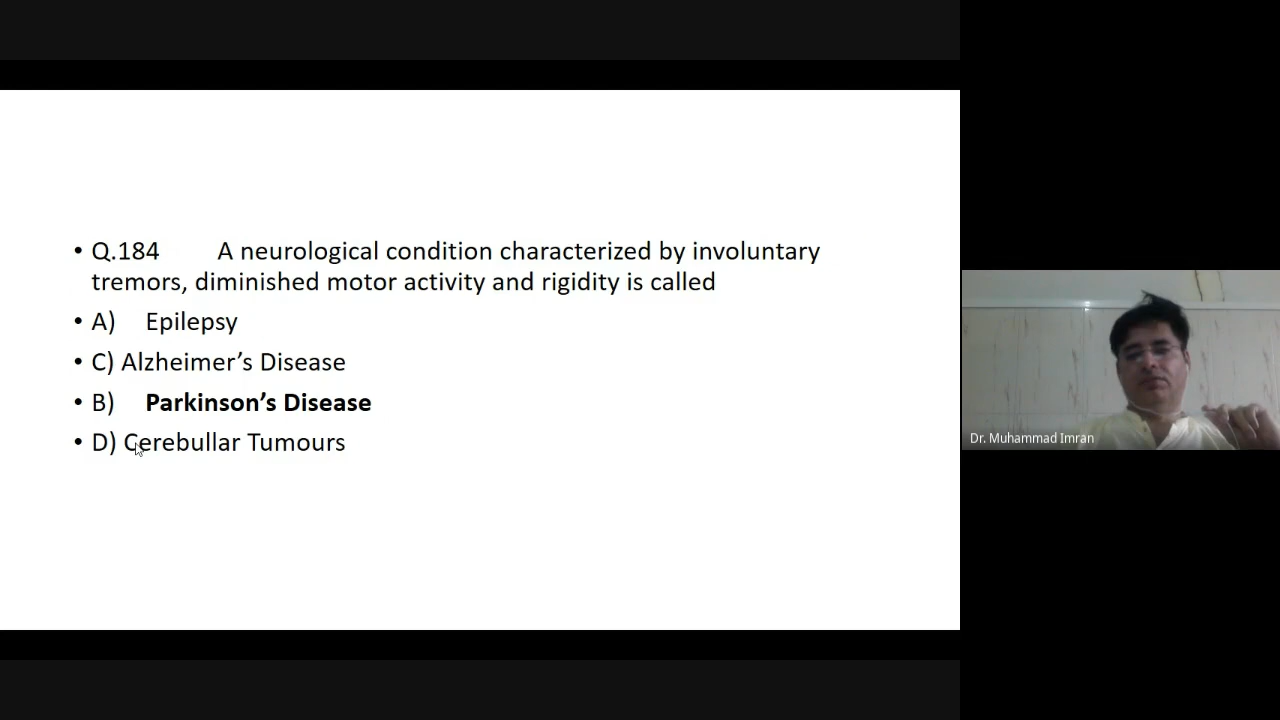 • Q.184 A neurological condition characterized by involuntary
tremors, diminished motor activity and rigidity is called
• A) Epilepsy
• C) Alzheimer’s Disease
• B) Parkinson’s Disease
• D) Cerebullar Tumours
Dr. Muhammad Imran